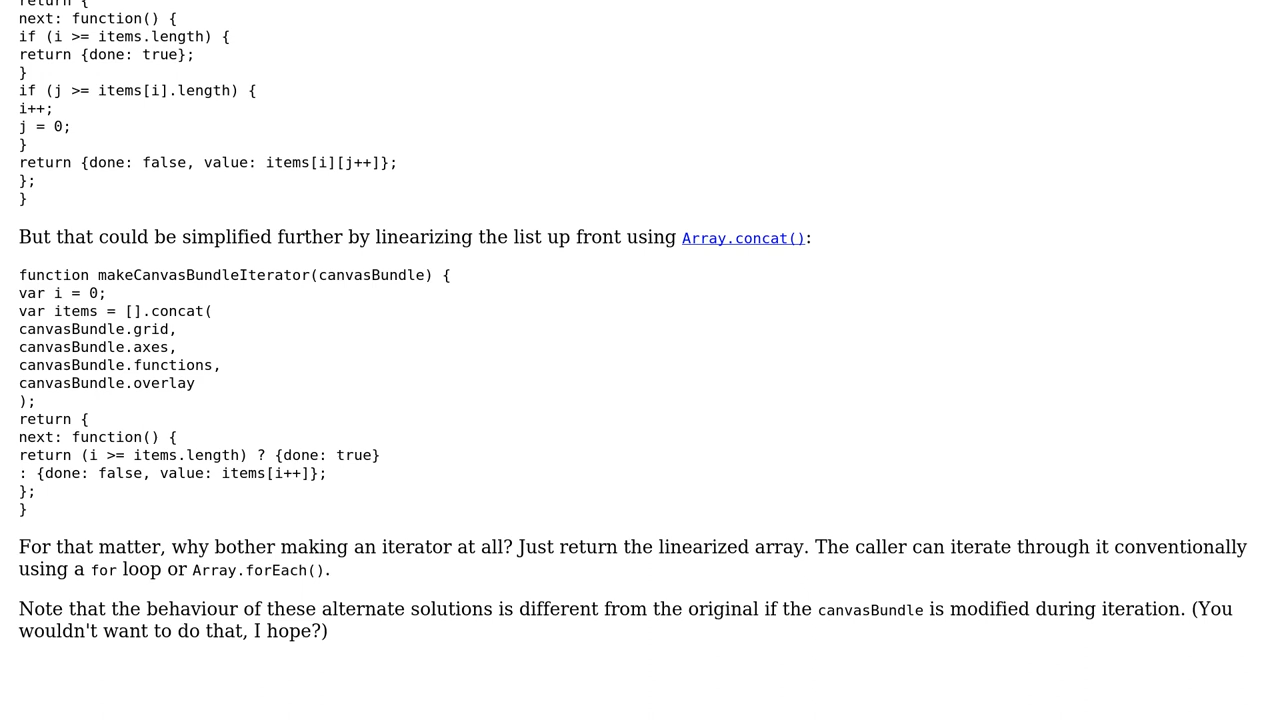 return {
next: function() {
if (i >= items.length) {
return {done: true};
}
if (j >= items[i].length) {
i++;
j = 0;
}
return {done: false, value: items[i][j++]};
};
}
But that could be simplified further by linearizing the list up front using Array.concat():
function makeCanvasBundleIterator(canvasBundle) {
var i = 0;
var items = [].concat(
canvasBundle.grid,
canvasBundle.axes,
canvasBundle.functions,
canvasBundle.overlay
);
return {
next: function() {
return (i >= items.length) ? {done: true}
: {done: false, value: items[i++]};
};
}
For that matter, why bother making an iterator at all? Just return the linearized array. The caller can iterate through it conventionally
using a for loop or Array.forEach().
Note that the behaviour of these alternate solutions is different from the original if the canvasBundle is modified during iteration. (You
wouldn't want to do that, I hope?)